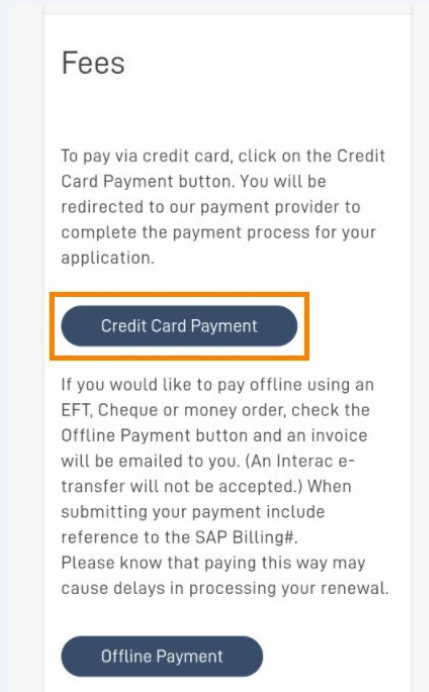 Fees
To pay via credit card, click on the Credit
Card Payment button. You will be
redirected to our payment provider to
complete the payment process for your
application.
Credit Card Payment
If you would like to pay offline using an
EFT, Cheque or money order, check the
Offline Payment button and an invoice
will be emailed to you. (An Interac e-
transfer will not be accepted.) When
submitting your payment include
reference to the SAP Billing#.
Please know that paying this way may
cause delays in processing your renewal.
Offline Payment